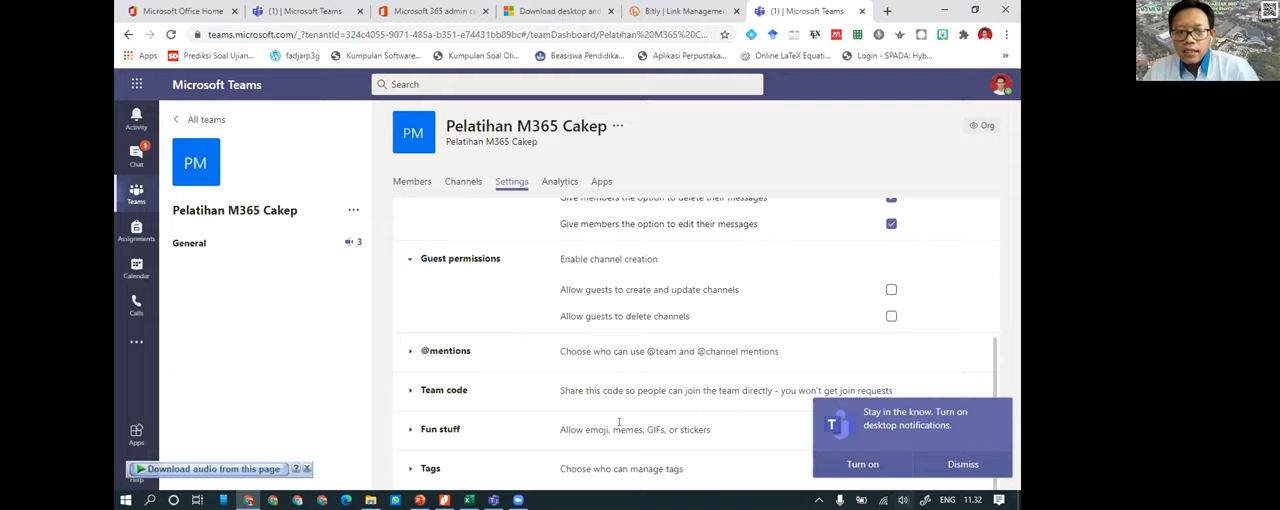 Microsoft Office Home
(1) | Microsoft Teams
Microsoft 365 admin c
Download desktop and
Bitly | Link Manageme
(1) | Microsoft Teams
teams.microsoft.com/_?tenantId=324c4055-9071-485a-b351-e74431bb89bc#/teamDashboard/Pelatihan%20M365%20C...
Apps
Prediksi Soal Ujian...
fadjarp3g
Kumpulan Software...
Kumpulan Soal Oli...
Beasiswa Pendidika...
Aplikasi Perpustaka...
Online LaTeX Equati...
Login - SPADA: Hyb...
Microsoft Teams
Search
Activity
Chat
1
Teams
Assignments
Calendar
Calls
Apps
Help
All teams
PM
Pelatihan M365 Cakep
General
3
PM
Pelatihan M365 Cakep
Pelatihan M365 Cakep
Org
Members
Channels
Settings
Analytics
Apps
Give members the option to delete their messages
Give members the option to edit their messages
Guest permissions
Enable channel creation
Allow guests to create and update channels
Allow guests to delete channels
@mentions
Choose who can use @team and @channel mentions
Team code
Share this code so people can join the team directly - you won't get join requests
Fun stuff
Allow emoji, memes, GIFs, or stickers
Tags
Choose who can manage tags
Stay in the know. Turn on
desktop notifications.
Turn on
Dismiss
Download audio from this page
? X
ENG
11.32